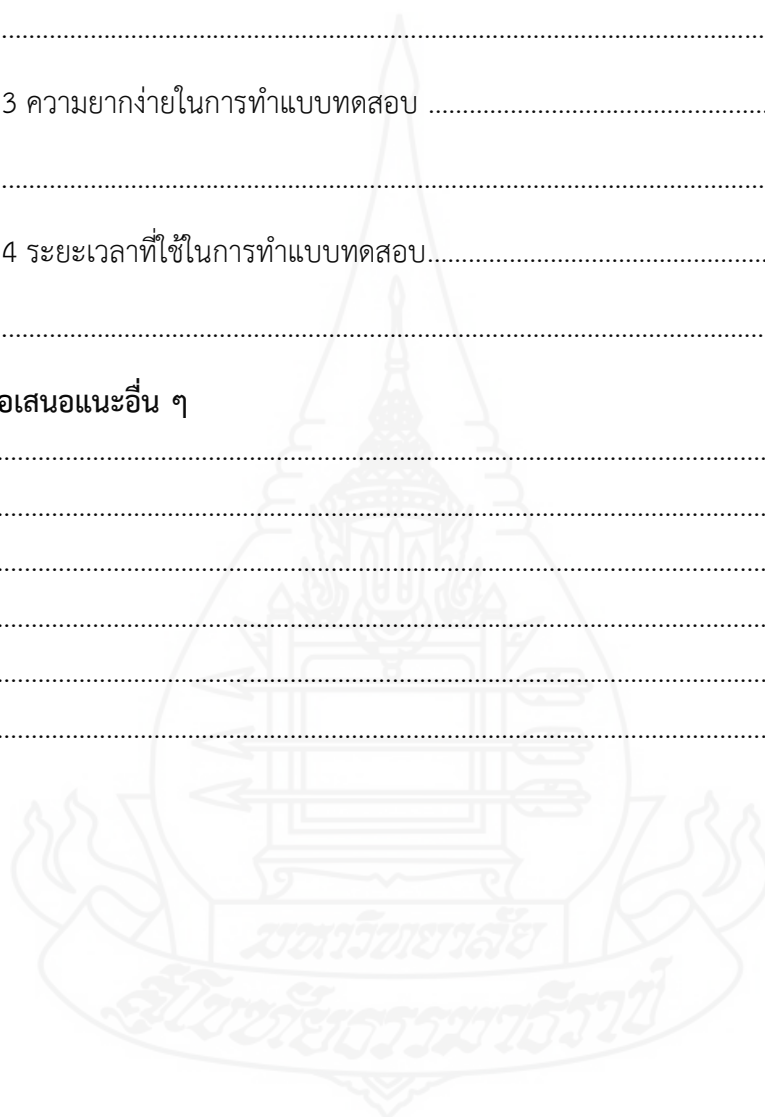 ................................................................................................
3 ความยากง่ายในการทำแบบทดสอบ ..........................................
................................................................................................
4 ระยะเวลาที่ใช้ในการทำแบบทดสอบ..........................................
................................................................................................
อเสนอแนะอื่น ๆ
................................................................................................
................................................................................................
................................................................................................
................................................................................................
................................................................................................
................................................................................................
มหาวิทยาลัย
สุโขทัยธรรมาธิราช